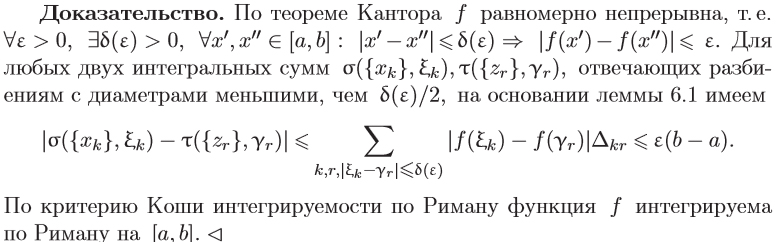 Доказательство. По теореме Кантора f равномерно непрерывна, т. е.
∀ε > 0, ∃δ(ε) > 0, ∀x′, x″ ∈ [a, b] : |x′ − x″| ⩽ δ(ε) ⇒ |f(x′) − f(x″)| ⩽ ε. Для
любых двух интегральных сумм σ({x_k}, ξ_k), τ({z_r}, γ_r), отвечающих разби-
ениям с диаметрами меньшими, чем δ(ε)/2, на основании леммы 6.1 имеем
|σ({x_k}, ξ_k) − τ({z_r}, γ_r)| ⩽ ∑_{k,r,|ξ_k−γ_r|⩽δ(ε)} |f(ξ_k) − f(γ_r)|Δ_{kr} ⩽ ε(b − a).
По критерию Коши интегрируемости по Риману функция f интегрируема
по Риману на [a, b]. ⊲